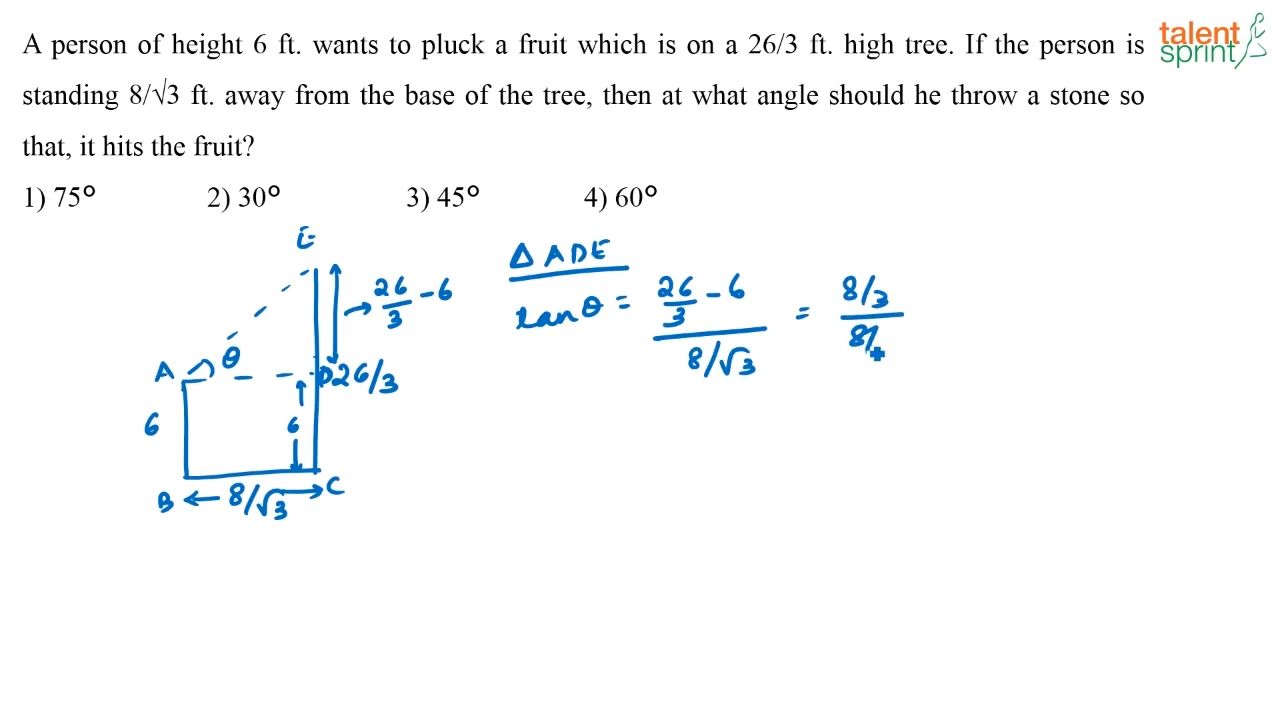 A person of height 6 ft. wants to pluck a fruit which is on a 26/3 ft. high tree. If the person is
standing 8/√3 ft. away from the base of the tree, then at what angle should he throw a stone so
that, it hits the fruit?
talent
sprint
1) 75° 2) 30° 3) 45° 4) 60°
E
26/3 - 6
A θ D 26/3
6 6
B 8/√3 C
Δ ADE
tan θ = (26/3 - 6)/(8/√3) = (8/3)/(8/